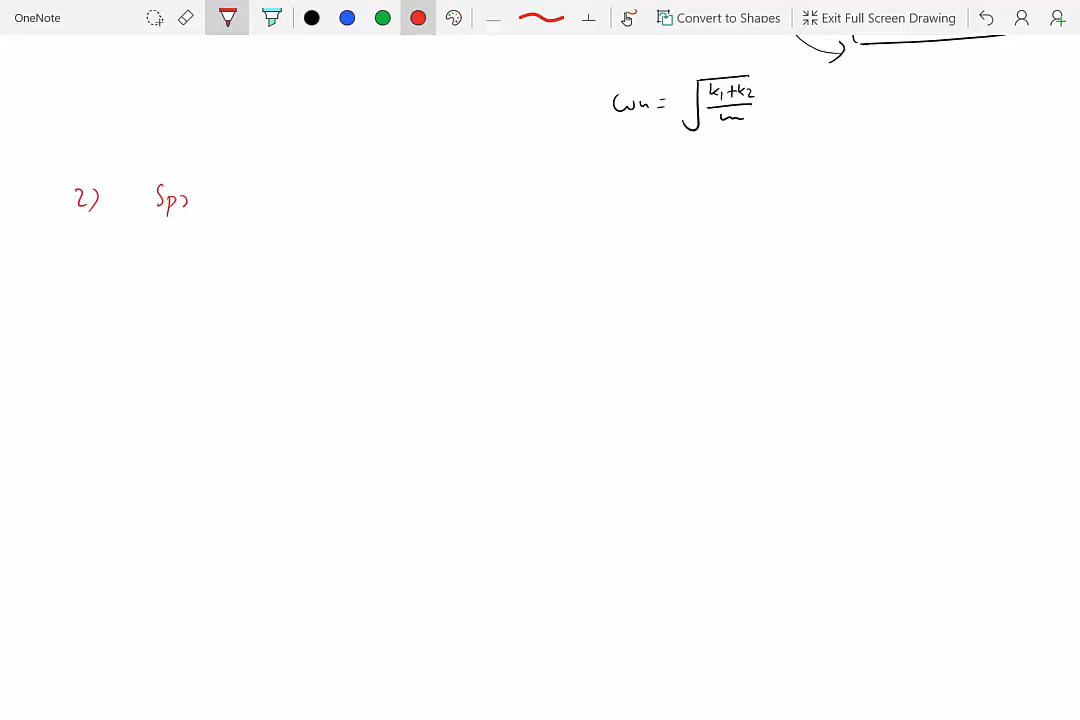 OneNote
Convert to Shapes
Exit Full Screen Drawing
ωn = √((k1+k2)/m)
2) Sp